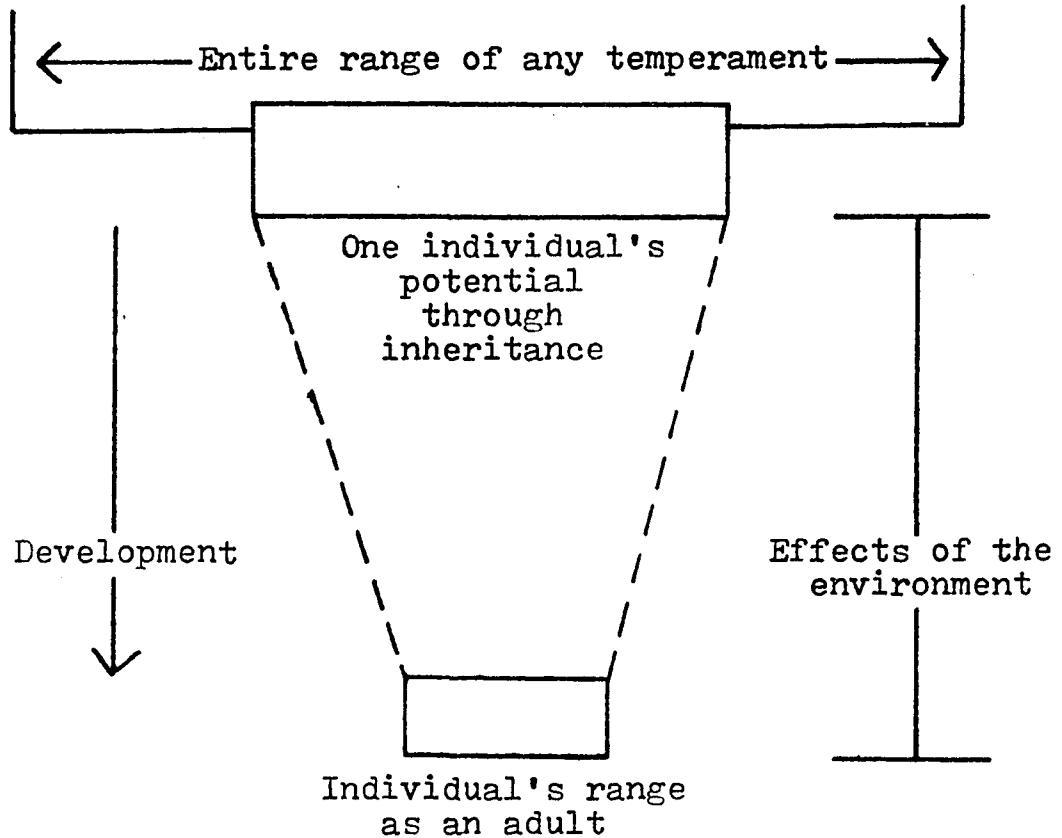 Entire range of any temperament
One individual's
potential
through
inheritance
Development
Effects of the
environment
Individual's range
as an adult